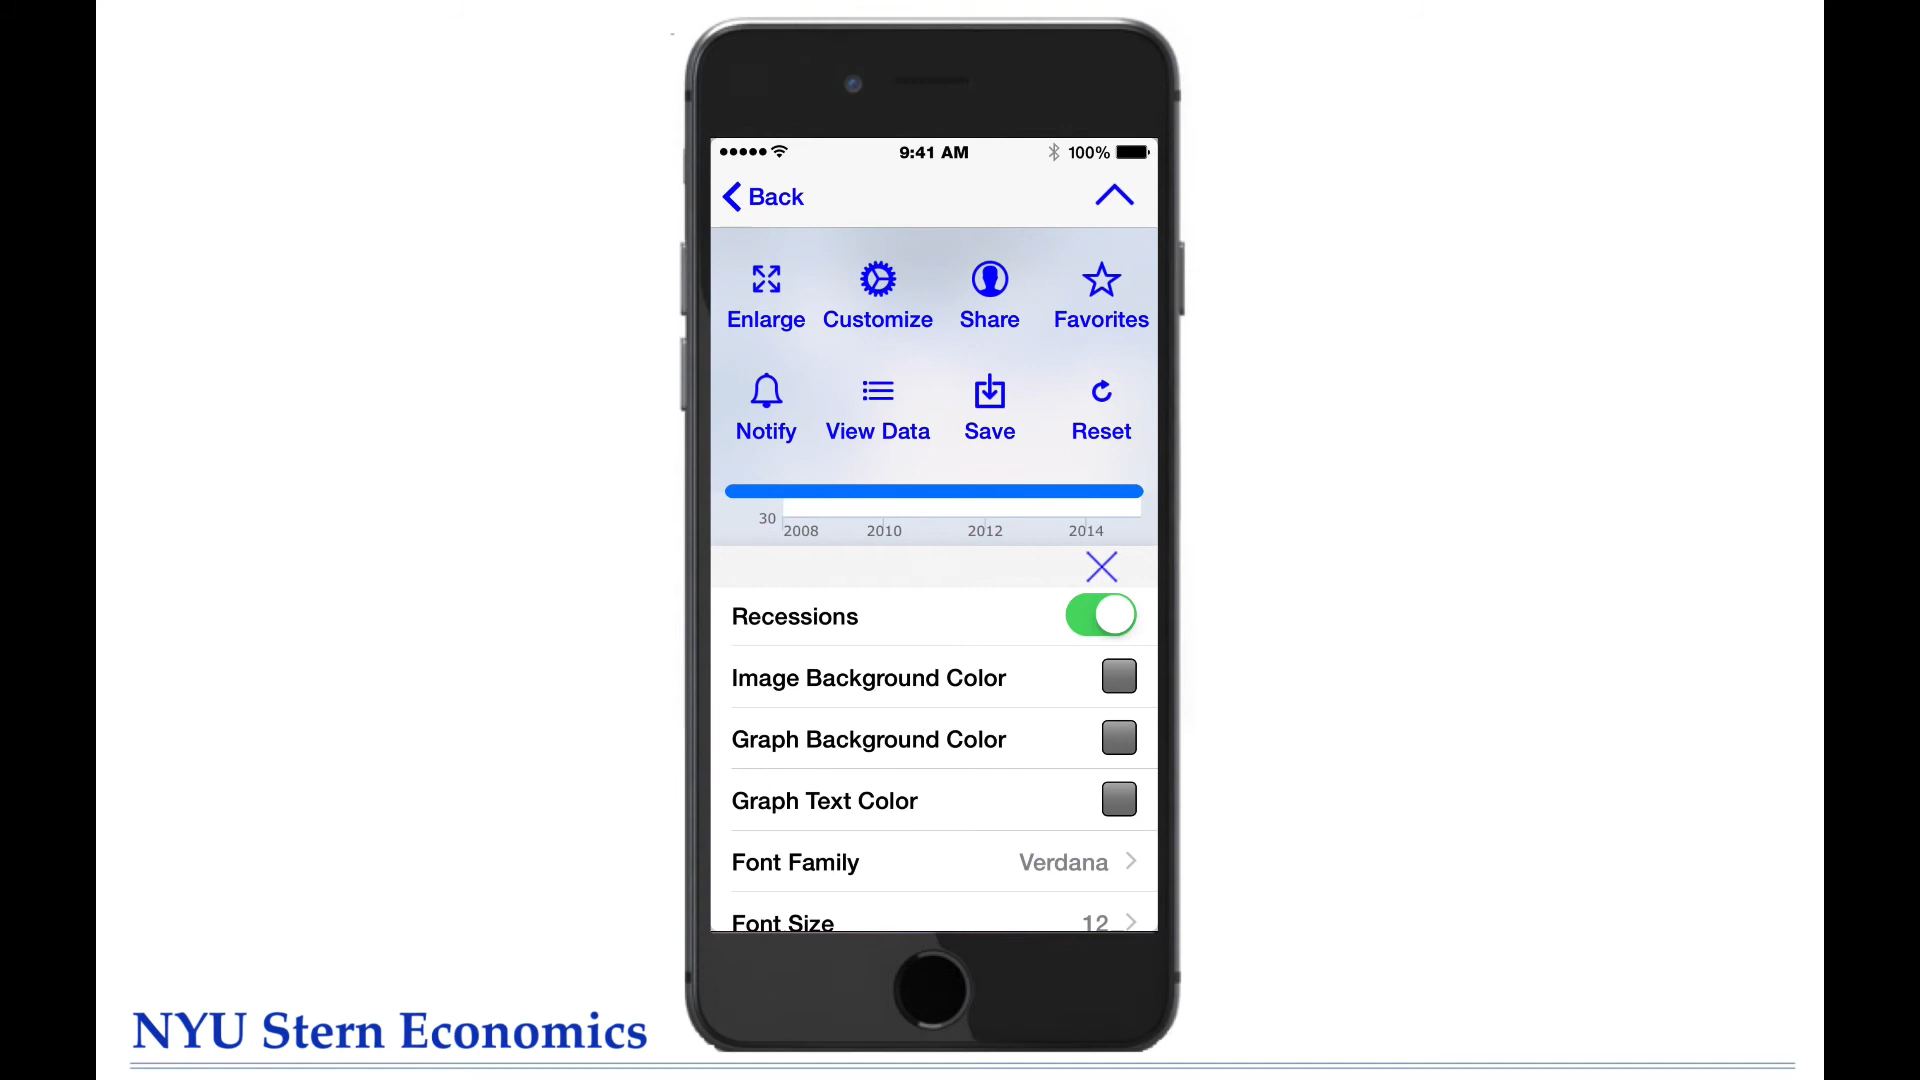 9:41 AM 100%
Back
Enlarge Customize Share Favorites
Notify View Data Save Reset
30
2008 2010 2012 2014
Recessions
Image Background Color
Graph Background Color
Graph Text Color
Font Family Verdana
Font Size 12
NYU Stern Economics